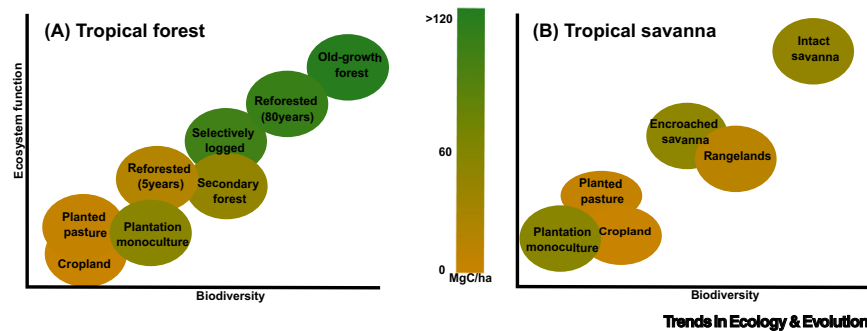 (A) Tropical forest
Ecosystem function
Old-growth
forest
Reforested
(80years)
Selectively
logged
Reforested
(5years)
Secondary
forest
Planted
pasture
Plantation
monoculture
Cropland
Biodiversity
>120
60
0
MgC/ha
(B) Tropical savanna
Intact
savanna
Encroached
savanna
Rangelands
Planted
pasture
Plantation
monoculture
Cropland
Biodiversity
Trends in Ecology & Evolution